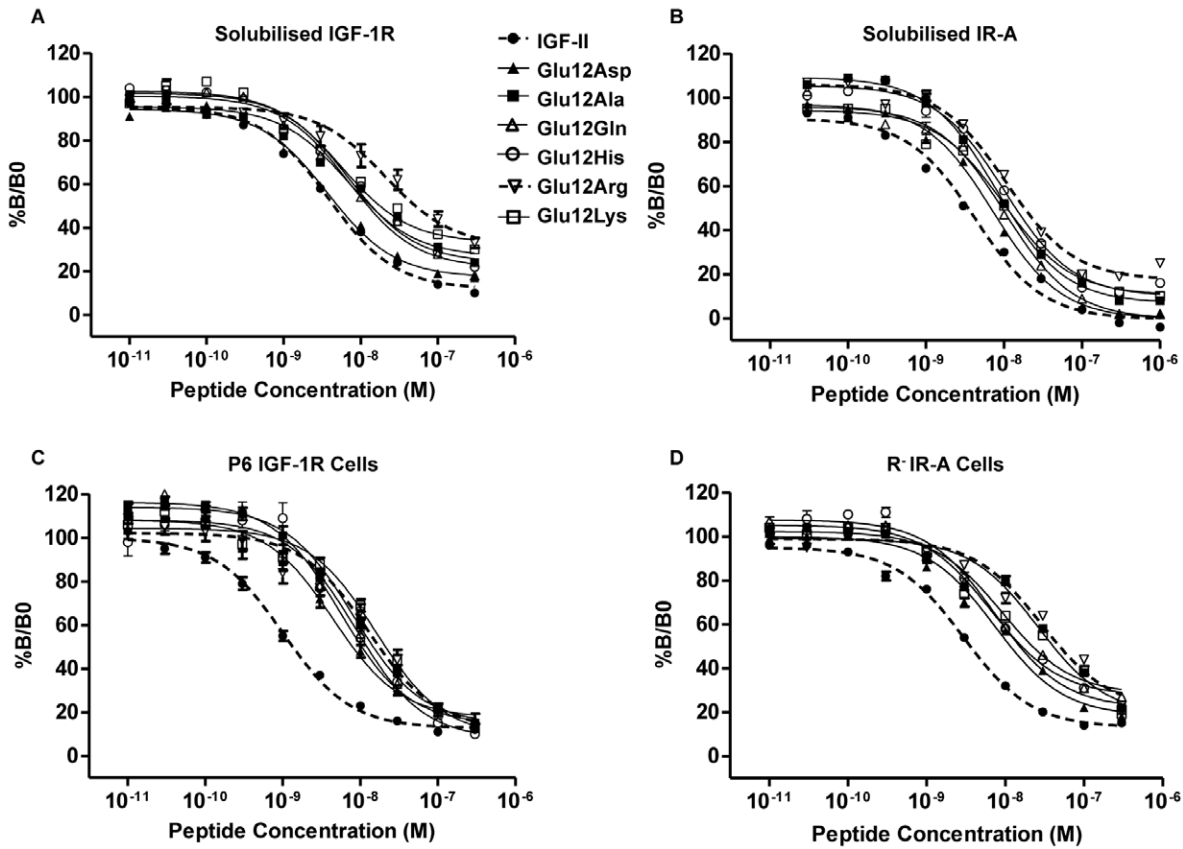 A
Solubilised IGF-1R
120
100
80
60
40
20
0
%B/B0
10-11 10-10 10-9 10-8 10-7 10-6
Peptide Concentration (M)
IGF-II
Glu12Asp
Glu12Ala
Glu12Gln
Glu12His
Glu12Arg
Glu12Lys
B
Solubilised IR-A
120
100
80
60
40
20
0
%B/B0
10-11 10-10 10-9 10-8 10-7 10-6
Peptide Concentration (M)
C
P6 IGF-1R Cells
120
100
80
60
40
20
0
%B/B0
10-11 10-10 10-9 10-8 10-7 10-6
Peptide Concentration (M)
D
R- IR-A Cells
120
100
80
60
40
20
0
%B/B0
10-11 10-10 10-9 10-8 10-7 10-6
Peptide Concentration (M)